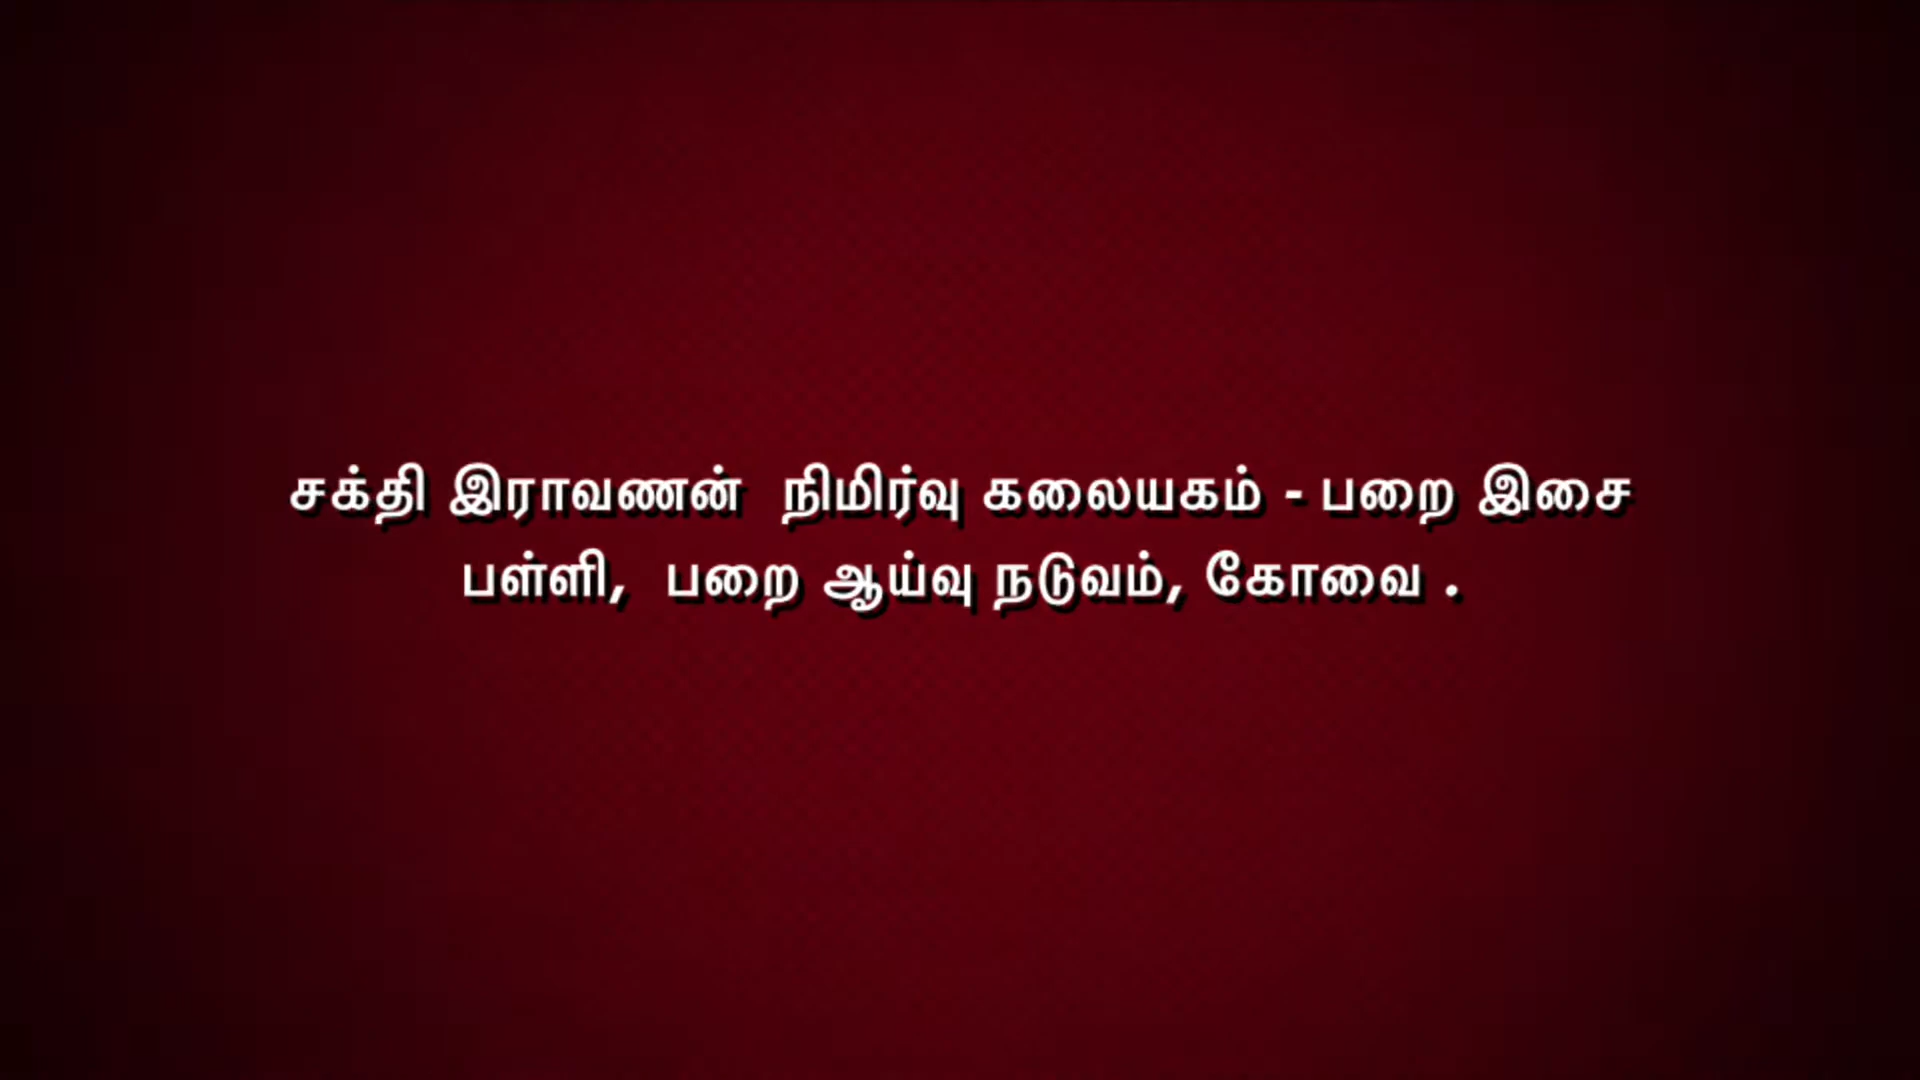 சக்தி இராவணன்  நிமிர்வு கலையகம் - பறை இசை
பள்ளி,  பறை ஆய்வு நடுவம், கோவை .